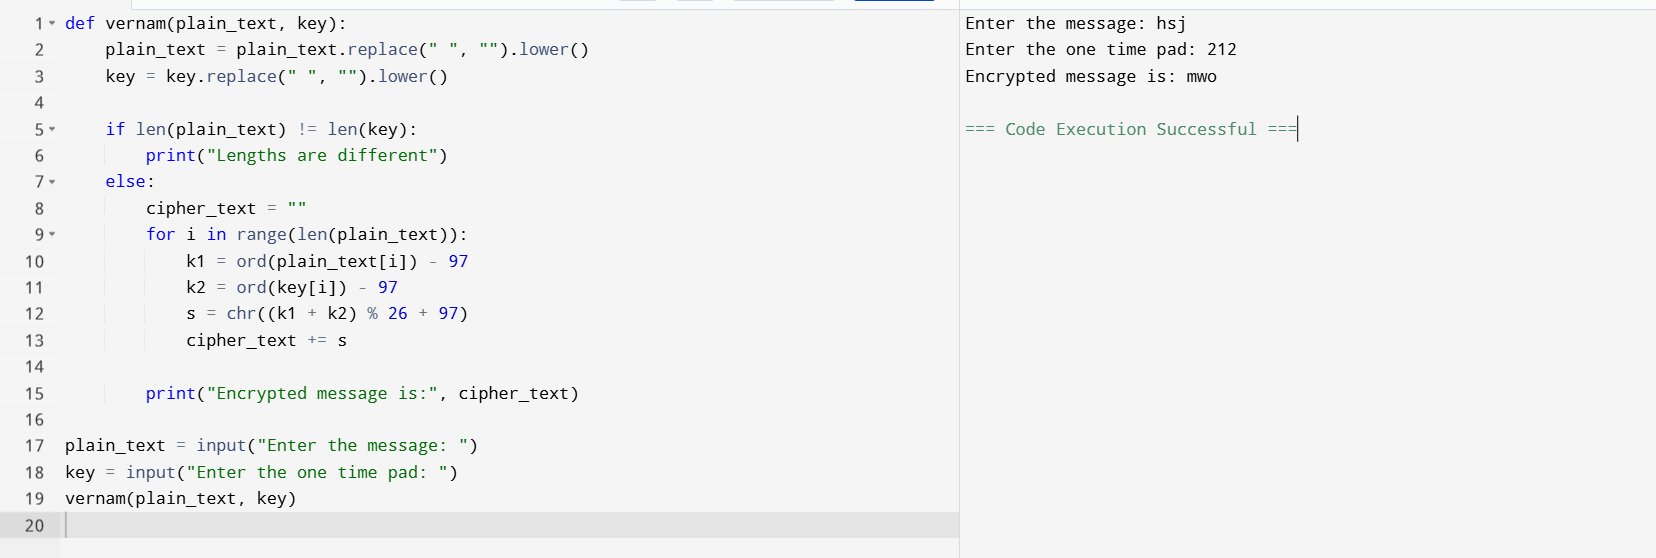 1 def vernam(plain_text, key):
2     plain_text = plain_text.replace(" ", "").lower()
3     key = key.replace(" ", "").lower()
4
5     if len(plain_text) != len(key):
6         print("Lengths are different")
7     else:
8         cipher_text = ""
9         for i in range(len(plain_text)):
10             k1 = ord(plain_text[i]) - 97
11             k2 = ord(key[i]) - 97
12             s = chr((k1 + k2) % 26 + 97)
13             cipher_text += s
14
15         print("Encrypted message is:", cipher_text)
16
17 plain_text = input("Enter the message: ")
18 key = input("Enter the one time pad: ")
19 vernam(plain_text, key)
20
Enter the message: hsj
Enter the one time pad: 212
Encrypted message is: mwo
=== Code Execution Successful ===